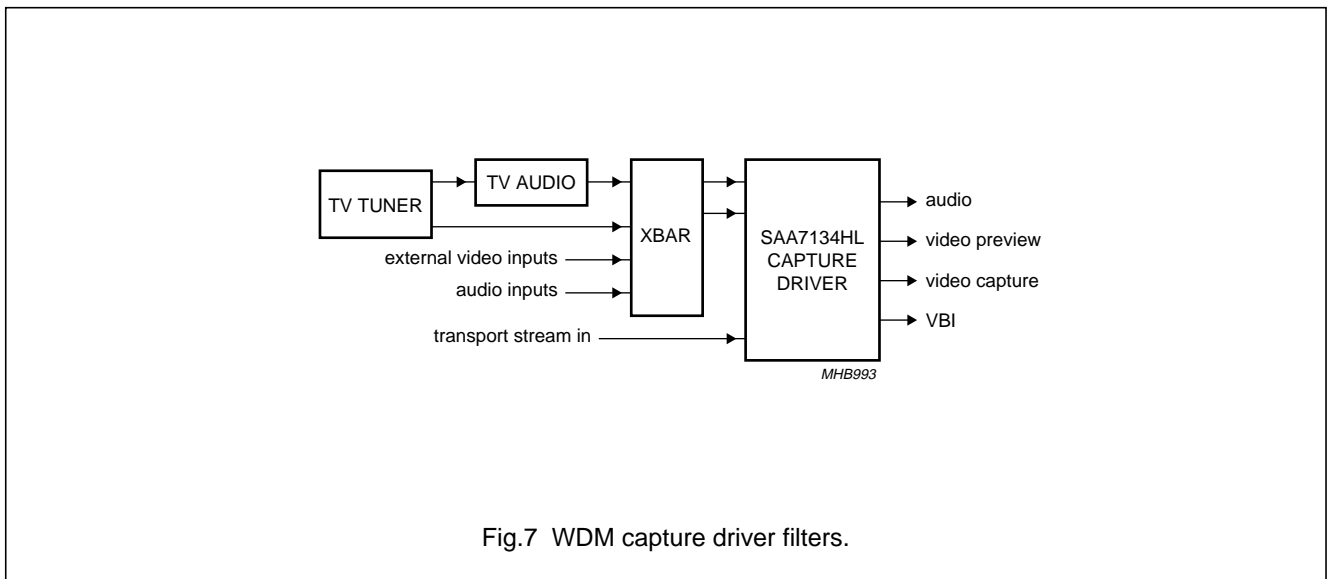 TV TUNER
TV AUDIO
external video inputs
audio inputs
transport stream in
XBAR
SAA7134HL
CAPTURE
DRIVER
audio
video preview
video capture
VBI
MHB993
Fig.7 WDM capture driver filters.